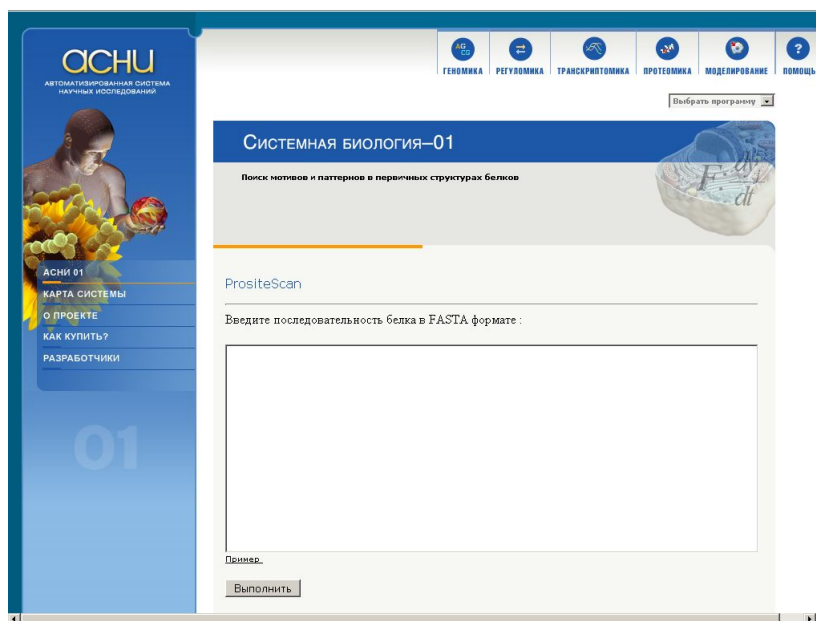 АСНИ
АВТОМАТИЗИРОВАННАЯ СИСТЕМА
НАУЧНЫХ ИССЛЕДОВАНИЙ
AG
CG
ГЕНОМИКА
РЕГУЛОМИКА
ТРАНСКРИПТОМИКА
ПРОТЕОМИКА
МОДЕЛИРОВАНИЕ
?
ПОМОЩЬ
Выбрать программу
СИСТЕМНАЯ БИОЛОГИЯ–01
Поиск мотивов и паттернов в первичных структурах белков
АСНИ 01
КАРТА СИСТЕМЫ
О ПРОЕКТЕ
КАК КУПИТЬ?
РАЗРАБОТЧИКИ
01
PrositeScan
Введите последовательность белка в FASTA формате :
Пример
Выполнить